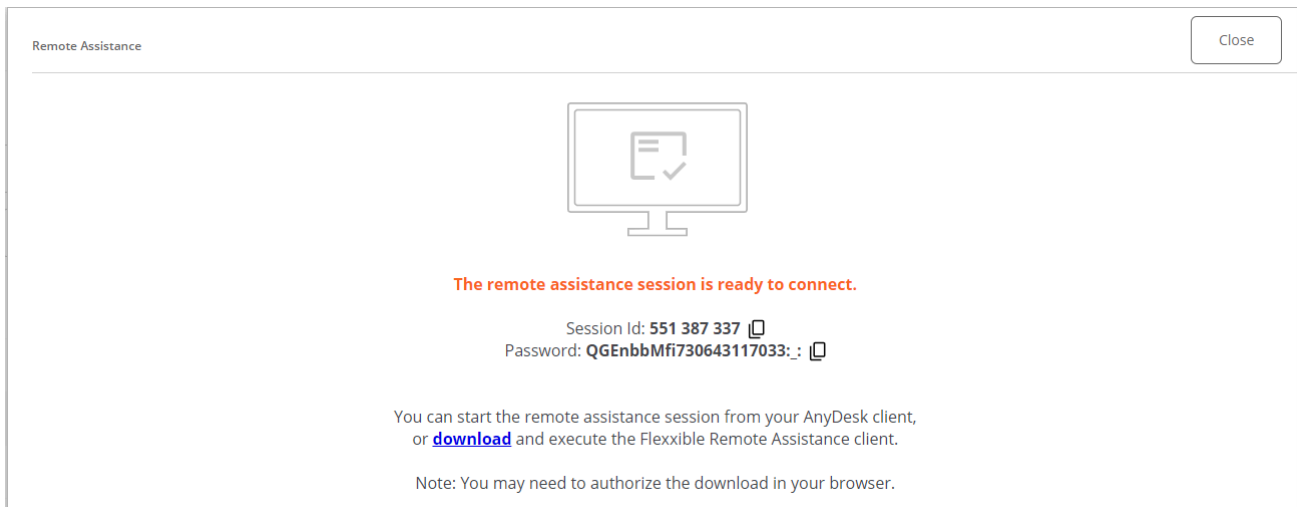 Remote Assistance
Close
The remote assistance session is ready to connect.
Session Id: 551 387 337
Password: QGEnbbMfi730643117033:_:
You can start the remote assistance session from your AnyDesk client,
or download and execute the Flexxible Remote Assistance client.
Note: You may need to authorize the download in your browser.